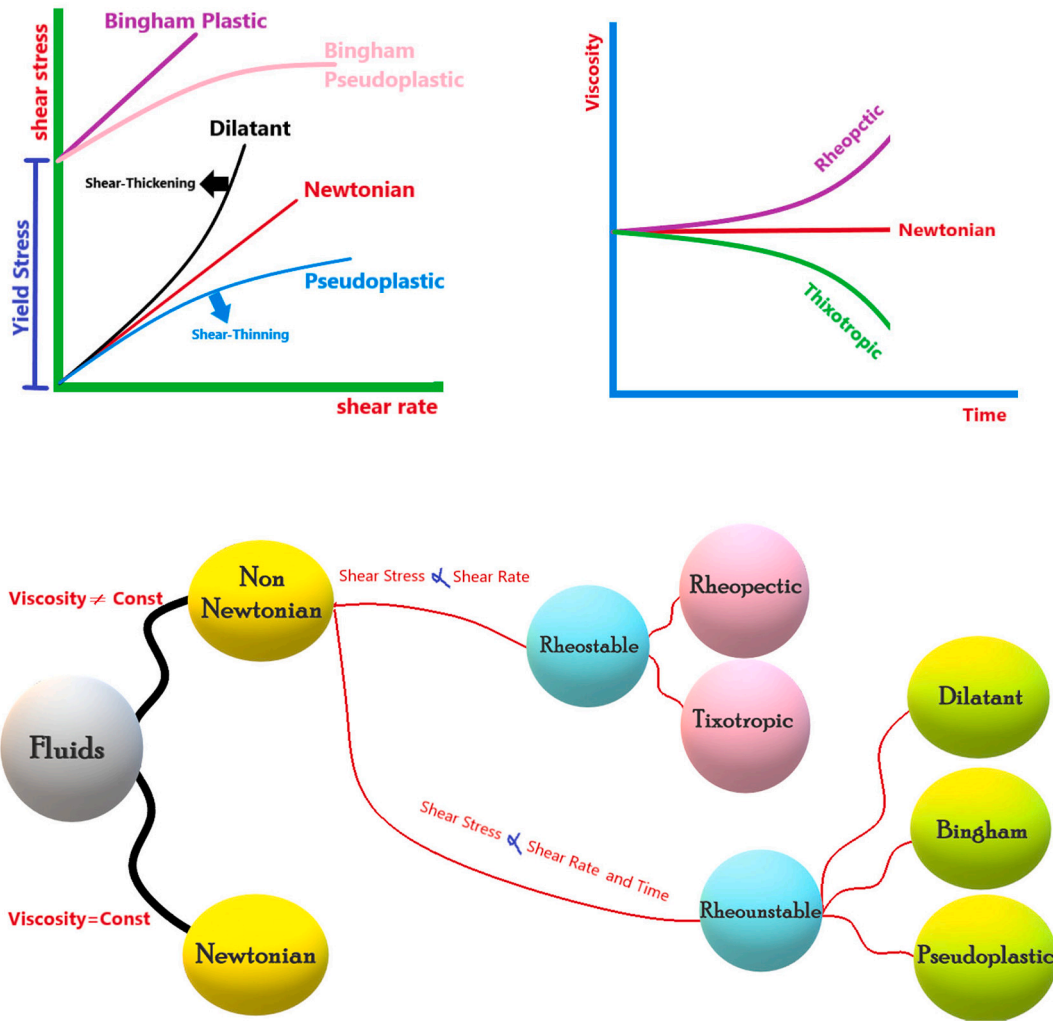 Bingham Plastic
Bingham
Pseudoplastic
shear stress
Dilatant
Shear-Thickening
Newtonian
Yield Stress
Pseudoplastic
Shear-Thinning
shear rate
Viscosity
Rheopctic
Newtonian
Thixotropic
Time
Non
Newtonian
Shear Stress ∝ Shear Rate
Viscosity ≠ Const
Rheostable
Rheopectic
Tixotropic
Fluids
Dilatant
Shear Stress ∝ Shear Rate and Time
Bingham
Rheounstable
Viscosity=Const
Newtonian
Pseudoplastic